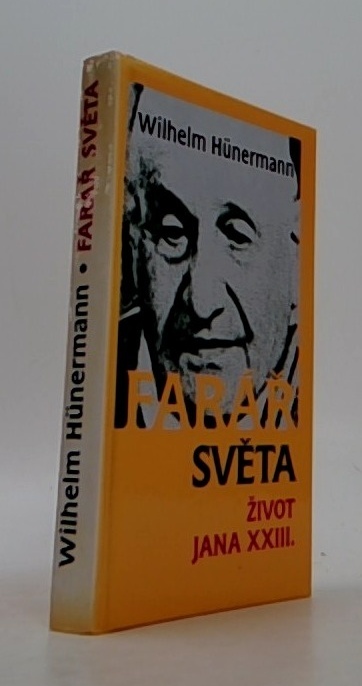 Wilhelm Hünermann • FARÁŘ SVĚTA
Wilhelm Hünermann
FARÁŘ
SVĚTA
ŽIVOT
JANA XXIII.